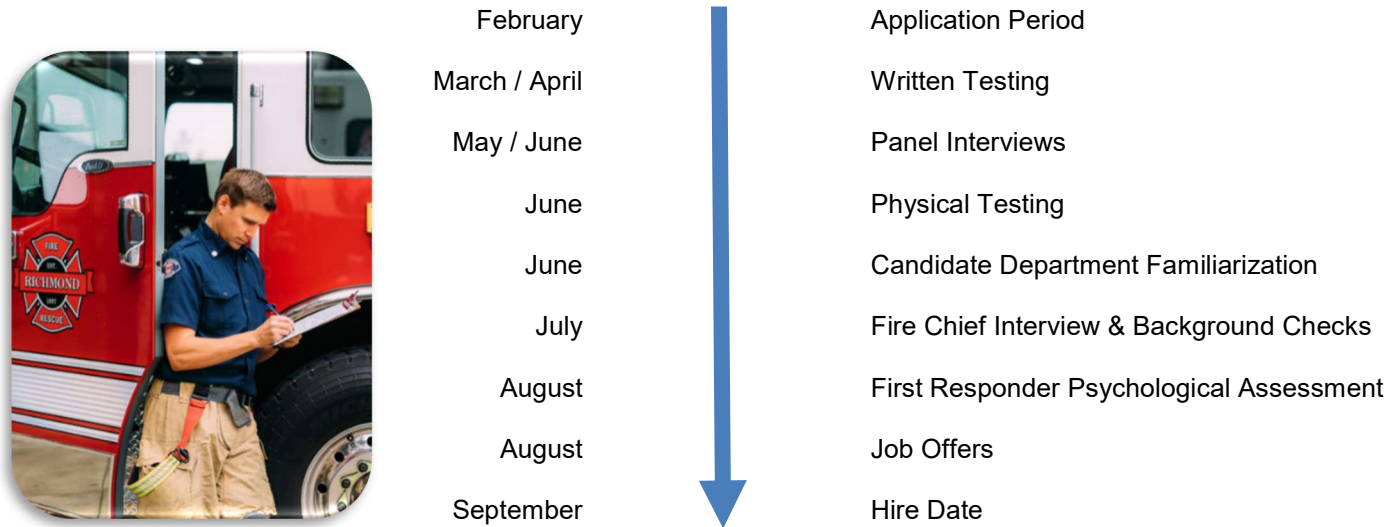 February Application Period
March / April Written Testing
May / June Panel Interviews
June Physical Testing
June Candidate Department Familiarization
July Fire Chief Interview & Background Checks
August First Responder Psychological Assessment
August Job Offers
September Hire Date
FIRE
EST.
RICHMOND
1897
RESCUE